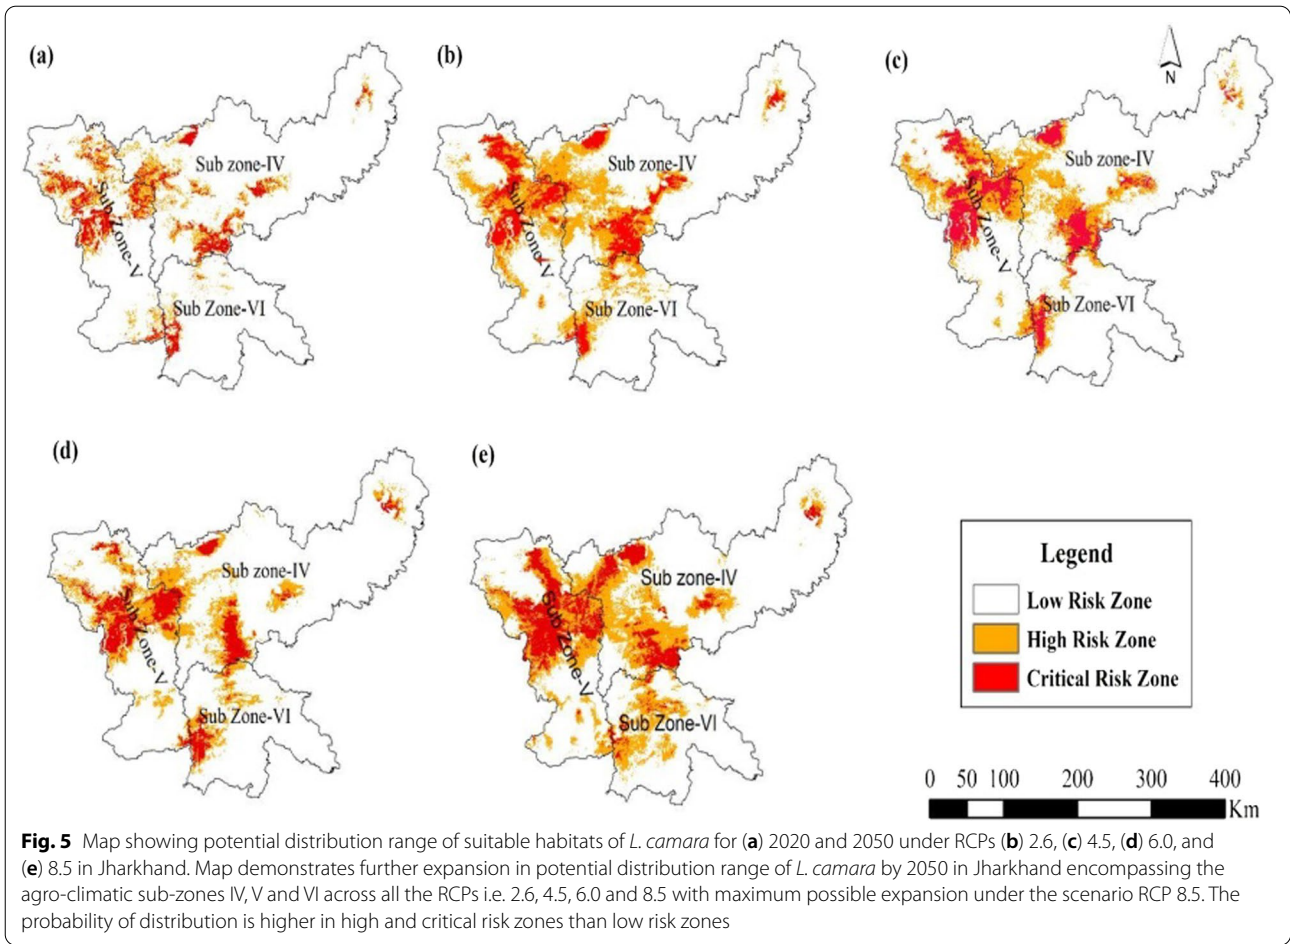 (a)
(b)
(c)
N
Sub zone-IV
Sub Zone-V
Sub Zone-VI
Sub zone-IV
Sub Zone-V
Sub Zone-VI
Sub zone-IV
Sub Zone-V
Sub Zone-VI
(d)
(e)
Sub zone-IV
Sub Zone-V
Sub Zone-VI
Sub zone-IV
Sub Zone-V
Sub Zone-VI
Legend
Low Risk Zone
High Risk Zone
Critical Risk Zone
0 50 100 200 300 400
Km
Fig. 5 Map showing potential distribution range of suitable habitats of L. camara for (a) 2020 and 2050 under RCPs (b) 2.6, (c) 4.5, (d) 6.0, and
(e) 8.5 in Jharkhand. Map demonstrates further expansion in potential distribution range of L. camara by 2050 in Jharkhand encompassing the
agro-climatic sub-zones IV, V and VI across all the RCPs i.e. 2.6, 4.5, 6.0 and 8.5 with maximum possible expansion under the scenario RCP 8.5. The
probability of distribution is higher in high and critical risk zones than low risk zones